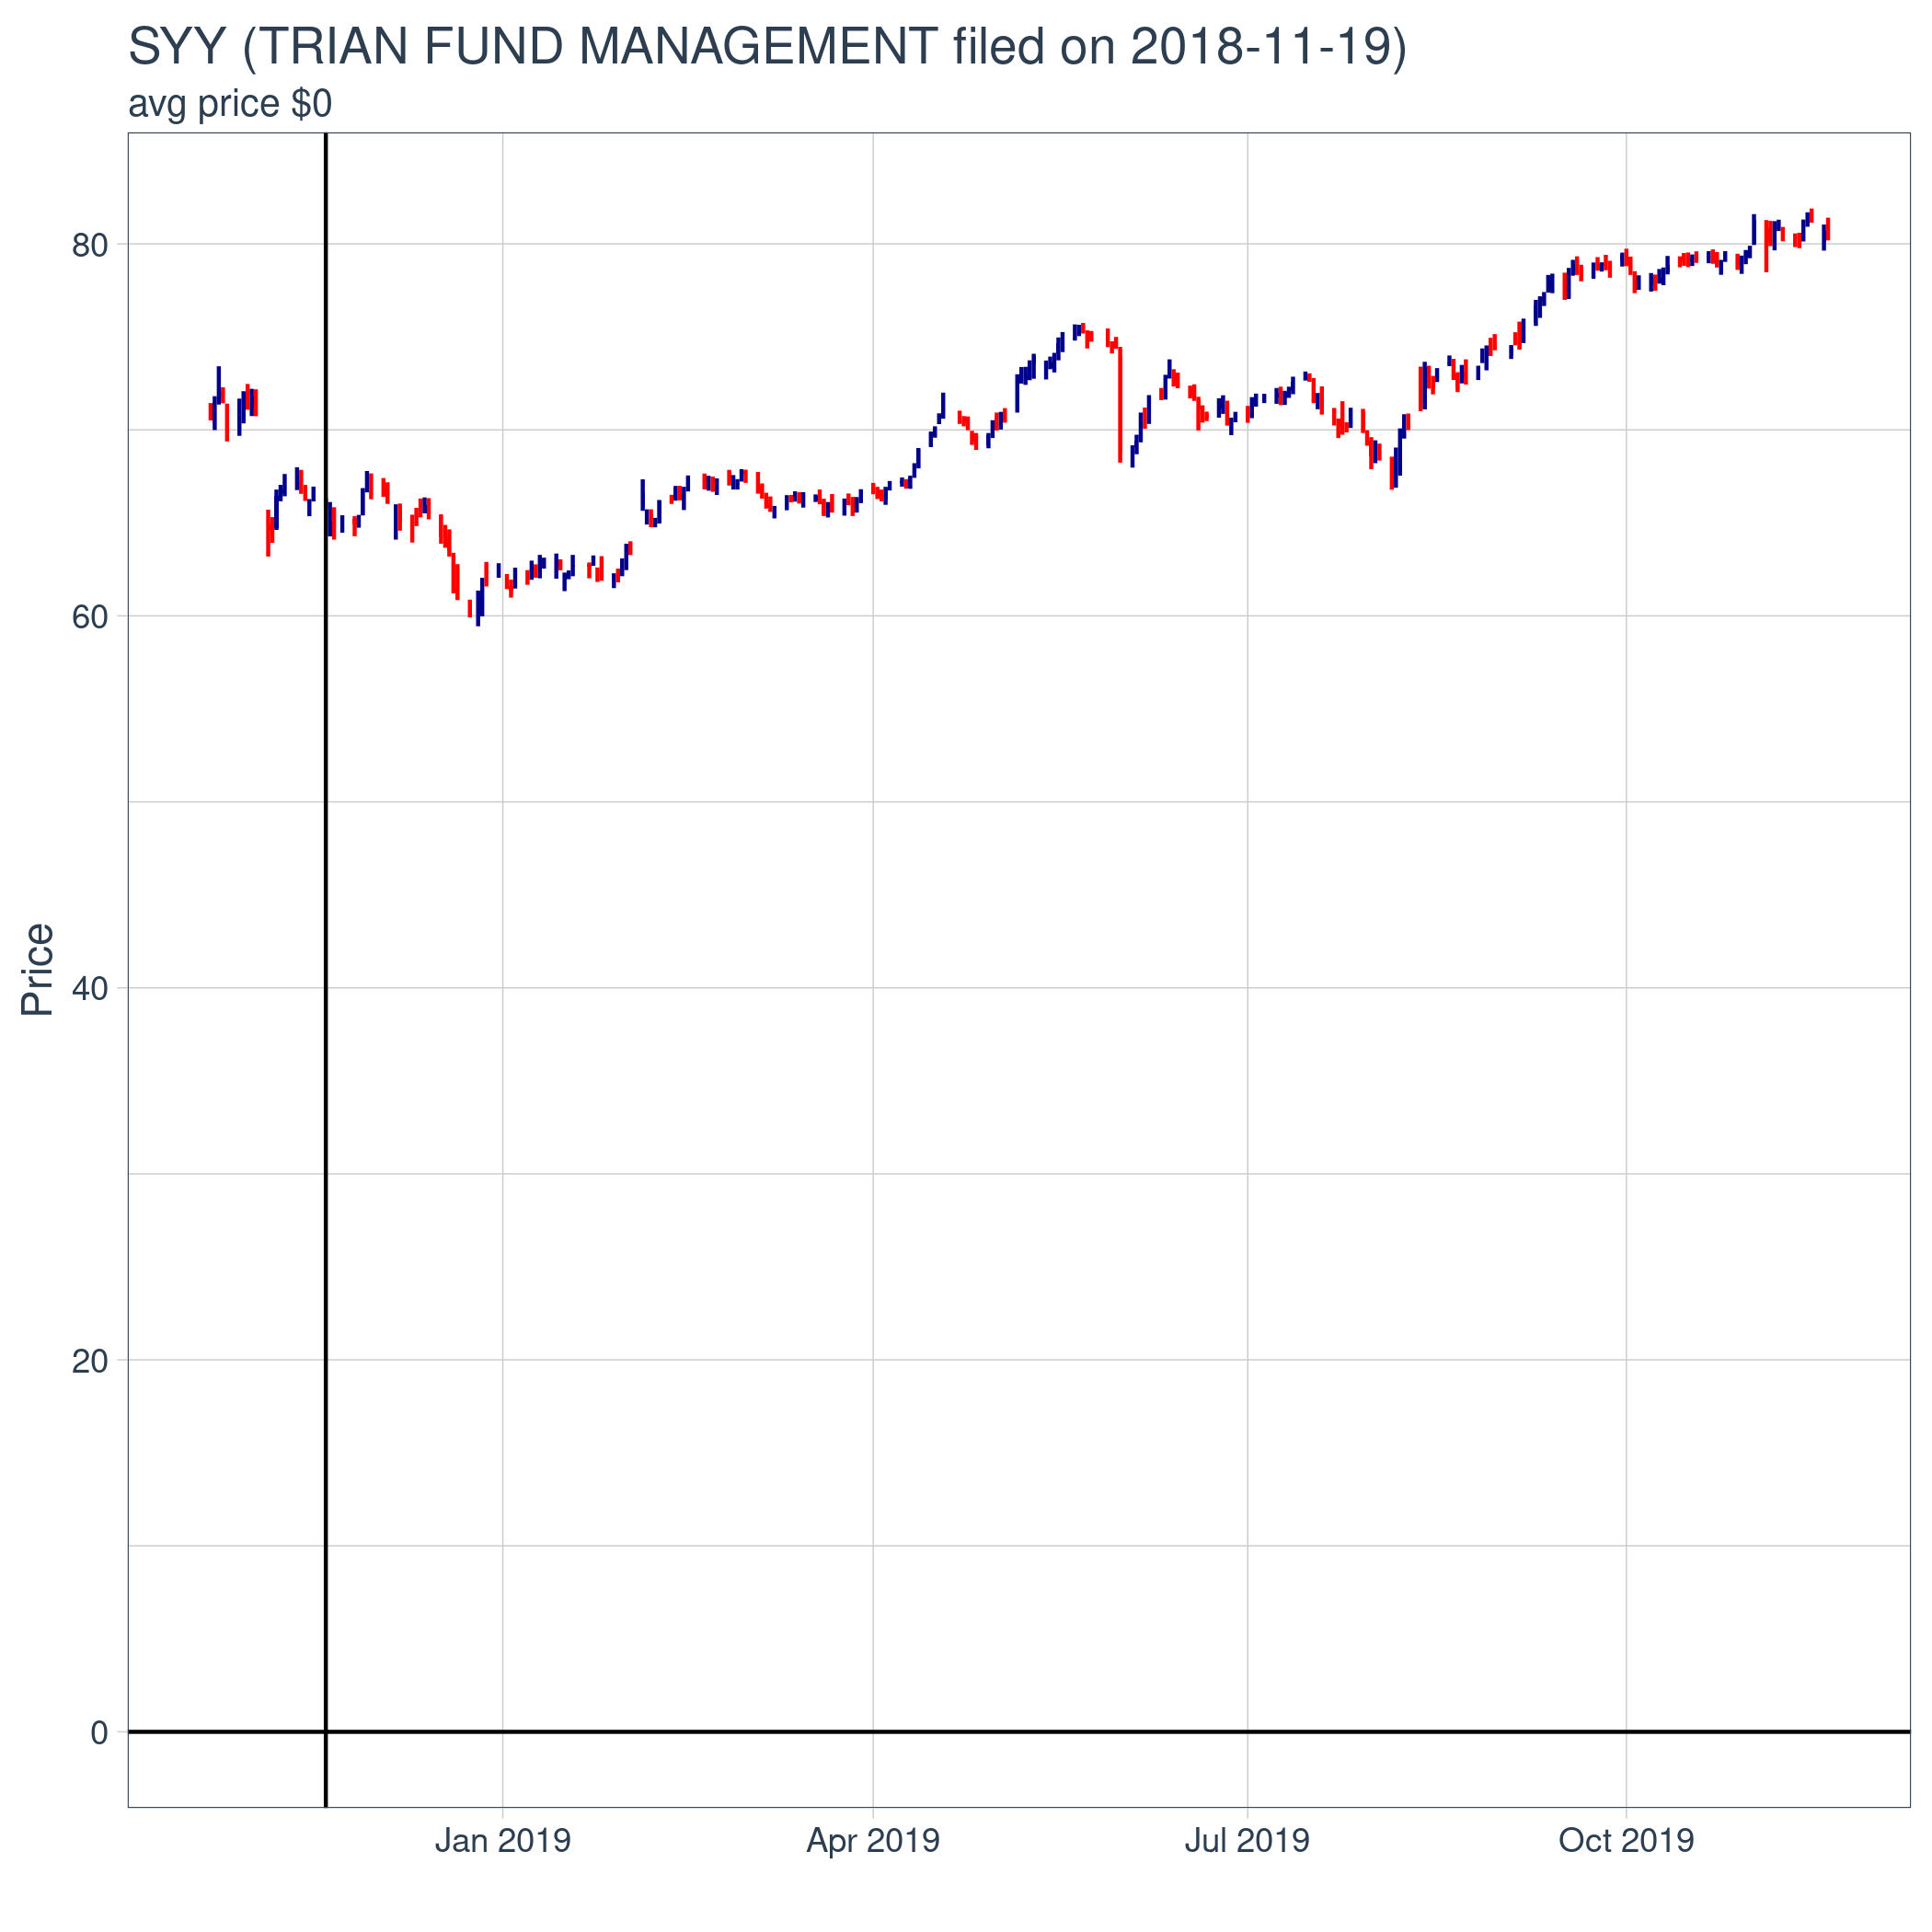 SYY (TRIAN FUND MANAGEMENT filed on 2018-11-19)
avg price $0
Price
80
60
40
20
0
Jan 2019
Apr 2019
Jul 2019
Oct 2019